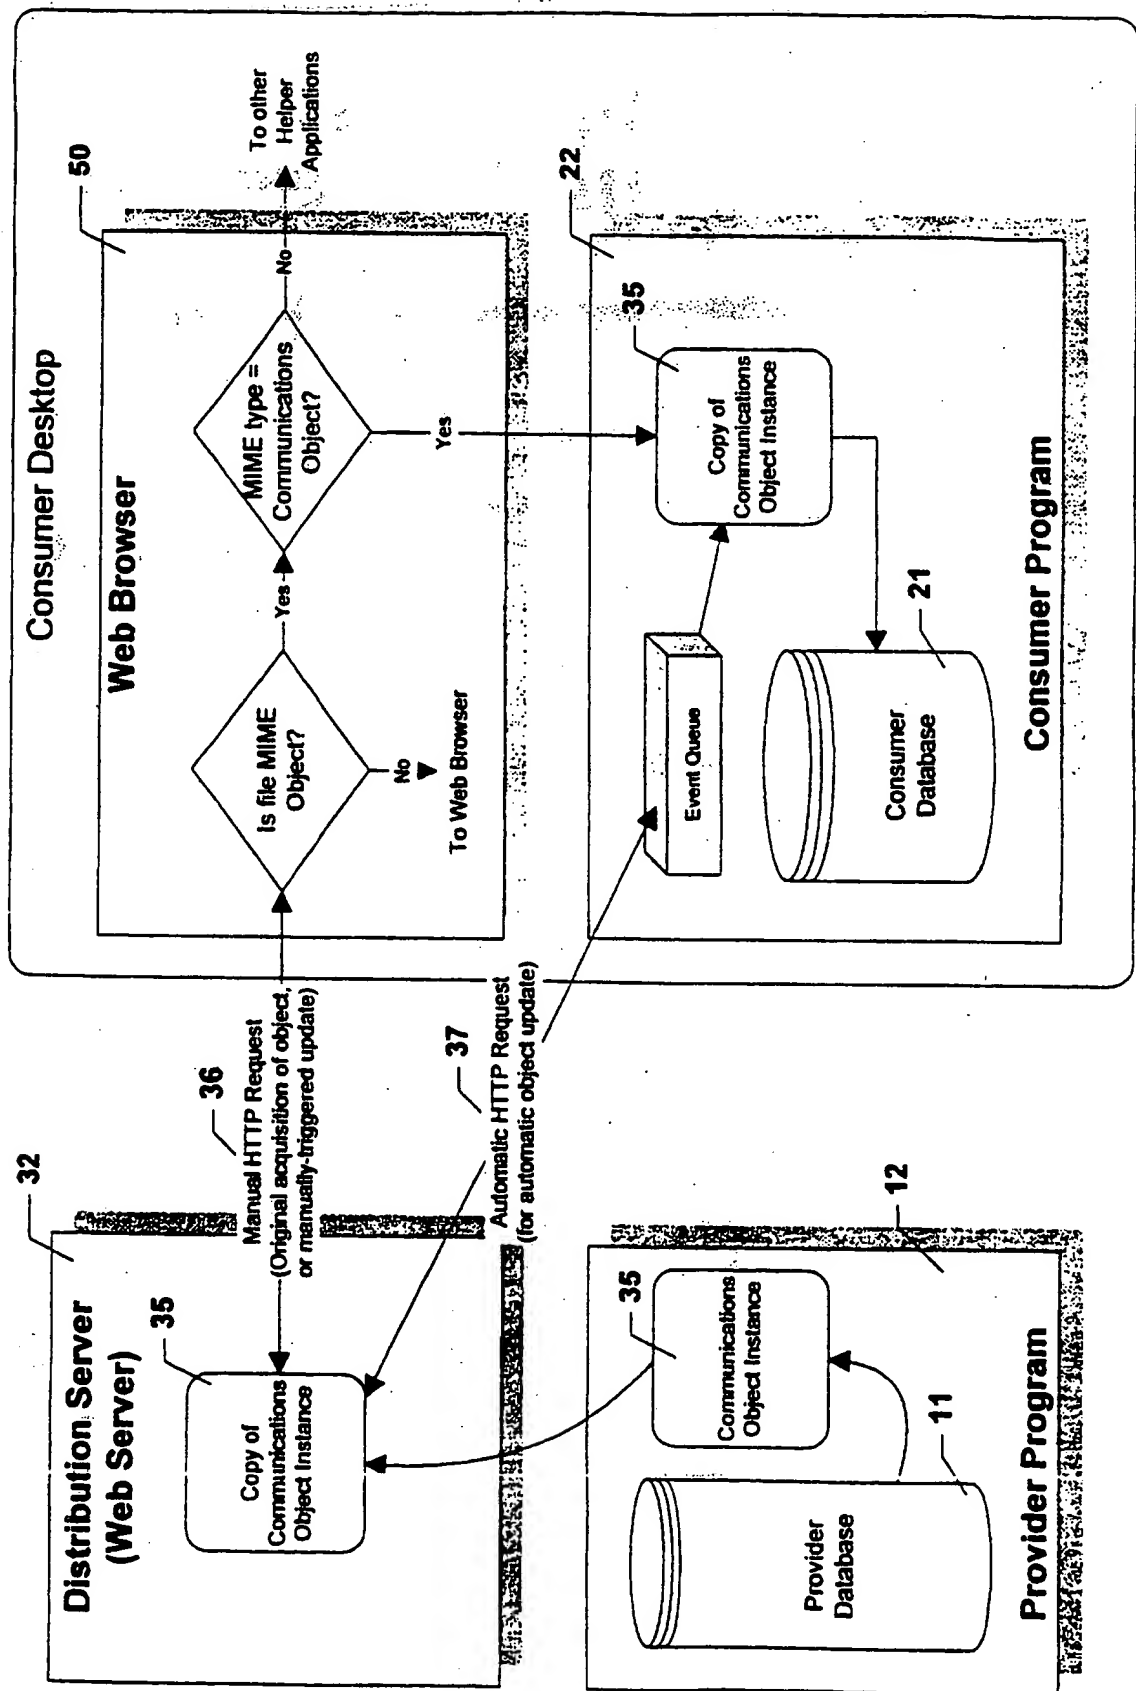 Consumer Desktop
Distribution Server
(Web Server)
32
35
Copy of
Communications
Object Instance
36
Manual HTTP Request
(Original acquisition of object,
or manually-triggered update)
37
Automatic HTTP Request
(for automatic object update)
Web Browser
50
Is file MIME
Object?
No
To Web Browser
Yes
MIME type =
Communications
Object?
No
To other
Helper
Applications
Yes
Provider Program
12
Provider
Database
11
35
Communications
Object Instance
Consumer Program
22
Event Queue
35
Copy of
Communications
Object Instance
Consumer
Database
21